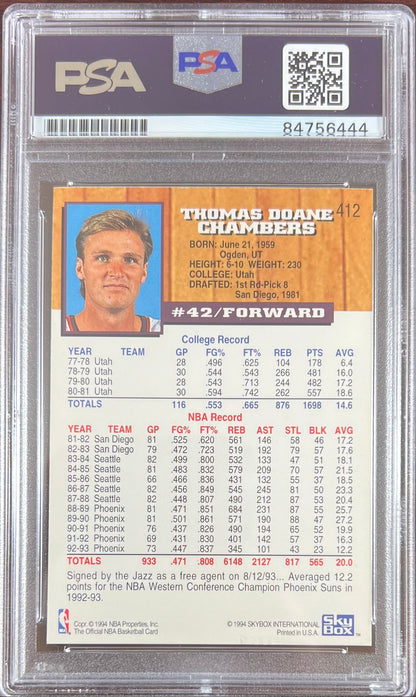 PSA
PSA
84756444
THOMAS DOANE 412
CHAMBERS
BORN: June 21, 1959
Ogden, UT
HEIGHT: 6-10 WEIGHT: 230
COLLEGE: Utah
DRAFTED: 1st Rd-Pick 8
San Diego, 1981
#42/FORWARD
College Record
YEAR TEAM GP FG% FT% REB PTS AVG
77-78 Utah 28 .496 .625 104 178 6.4
78-79 Utah 30 .544 .543 266 481 16.0
79-80 Utah 28 .543 .713 244 482 17.2
80-81 Utah 30 .594 .742 262 557 18.6
TOTALS 116 .553 .665 876 1698 14.6
NBA Record
YEAR TEAM GP FG% FT% REB AST STL BLK AVG
81-82 San Diego 81 .525 .620 561 146 58 46 17.2
82-83 San Diego 79 .472 .723 519 192 79 57 17.6
83-84 Seattle 82 .499 .800 532 133 47 51 18.1
84-85 Seattle 81 .483 .832 579 209 70 57 21.5
85-86 Seattle 66 .466 .836 431 132 55 37 18.5
86-87 Seattle 82 .456 .849 545 245 81 50 23.3
87-88 Seattle 82 .448 .807 490 212 87 53 20.4
88-89 Phoenix 81 .471 .851 684 231 87 55 25.7
89-90 Phoenix 81 .501 .861 571 190 88 47 27.2
90-91 Phoenix 76 .437 .826 490 194 65 52 19.9
91-92 Phoenix 69 .431 .830 401 142 57 37 16.3
92-93 Phoenix 73 .447 .837 345 101 43 23 12.2
TOTALS 933 .471 .808 6148 2127 817 565 20.0
Signed by the Jazz as a free agent on 8/12/93... Averaged 12.2
points for the NBA Western Conference Champion Phoenix Suns in
1992-93.
NBA
Copr. © 1994 NBA Properties, Inc.
The Official NBA Basketball Card
© 1994 SKYBOX INTERNATIONAL
Printed in U.S.A.
SkyBox™